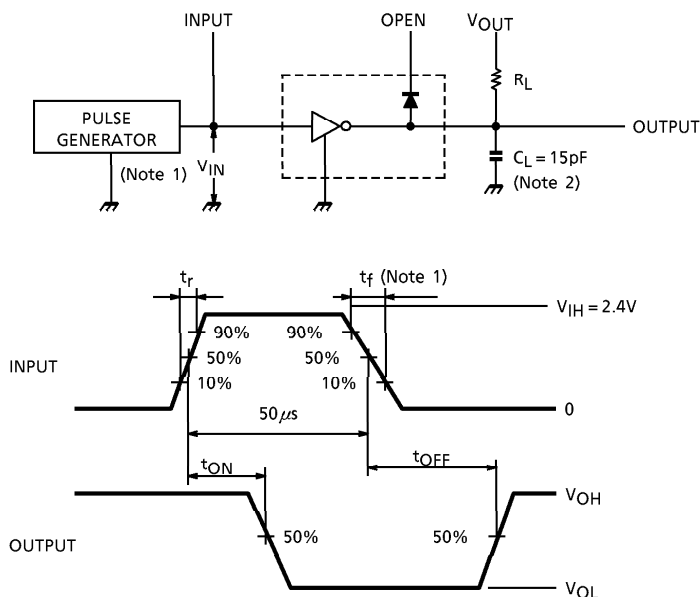 INPUT OPEN VOUT
RL
PULSE GENERATOR
OUTPUT
(Note 1) VIN
CL = 15pF
(Note 2)
tr tf (Note 1)
VIH = 2.4V
90% 90%
INPUT 50% 50%
10% 10%
0
50μs
tON tOFF
VOH
OUTPUT 50% 50%
VOL